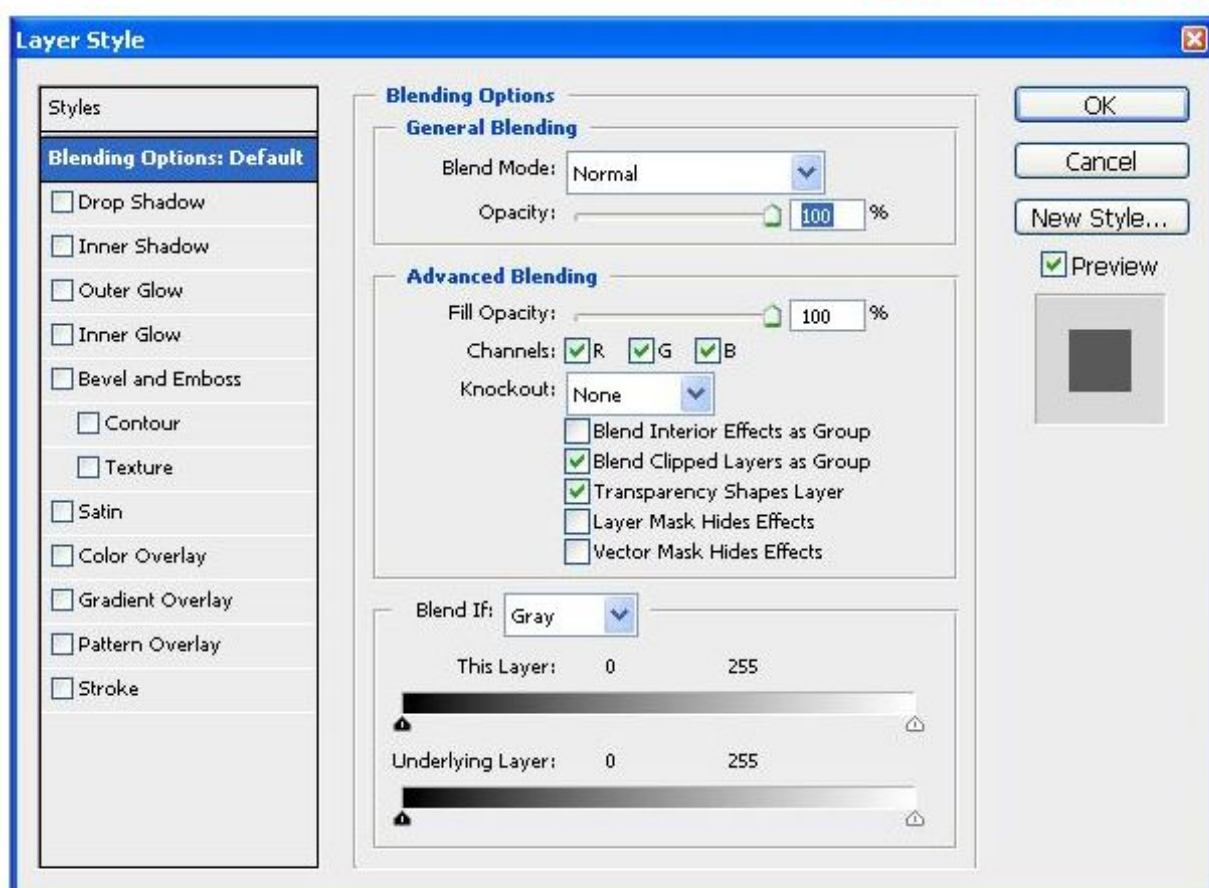 Layer Style
Styles
Blending Options: Default
Drop Shadow
Inner Shadow
Outer Glow
Inner Glow
Bevel and Emboss
Contour
Texture
Satin
Color Overlay
Gradient Overlay
Pattern Overlay
Stroke
Blending Options
General Blending
Blend Mode: Normal
Opacity: 100 %
Advanced Blending
Fill Opacity: 100 %
Channels: R G B
Knockout: None
Blend Interior Effects as Group
Blend Clipped Layers as Group
Transparency Shapes Layer
Layer Mask Hides Effects
Vector Mask Hides Effects
Blend If: Gray
This Layer: 0 255
Underlying Layer: 0 255
OK
Cancel
New Style...
Preview